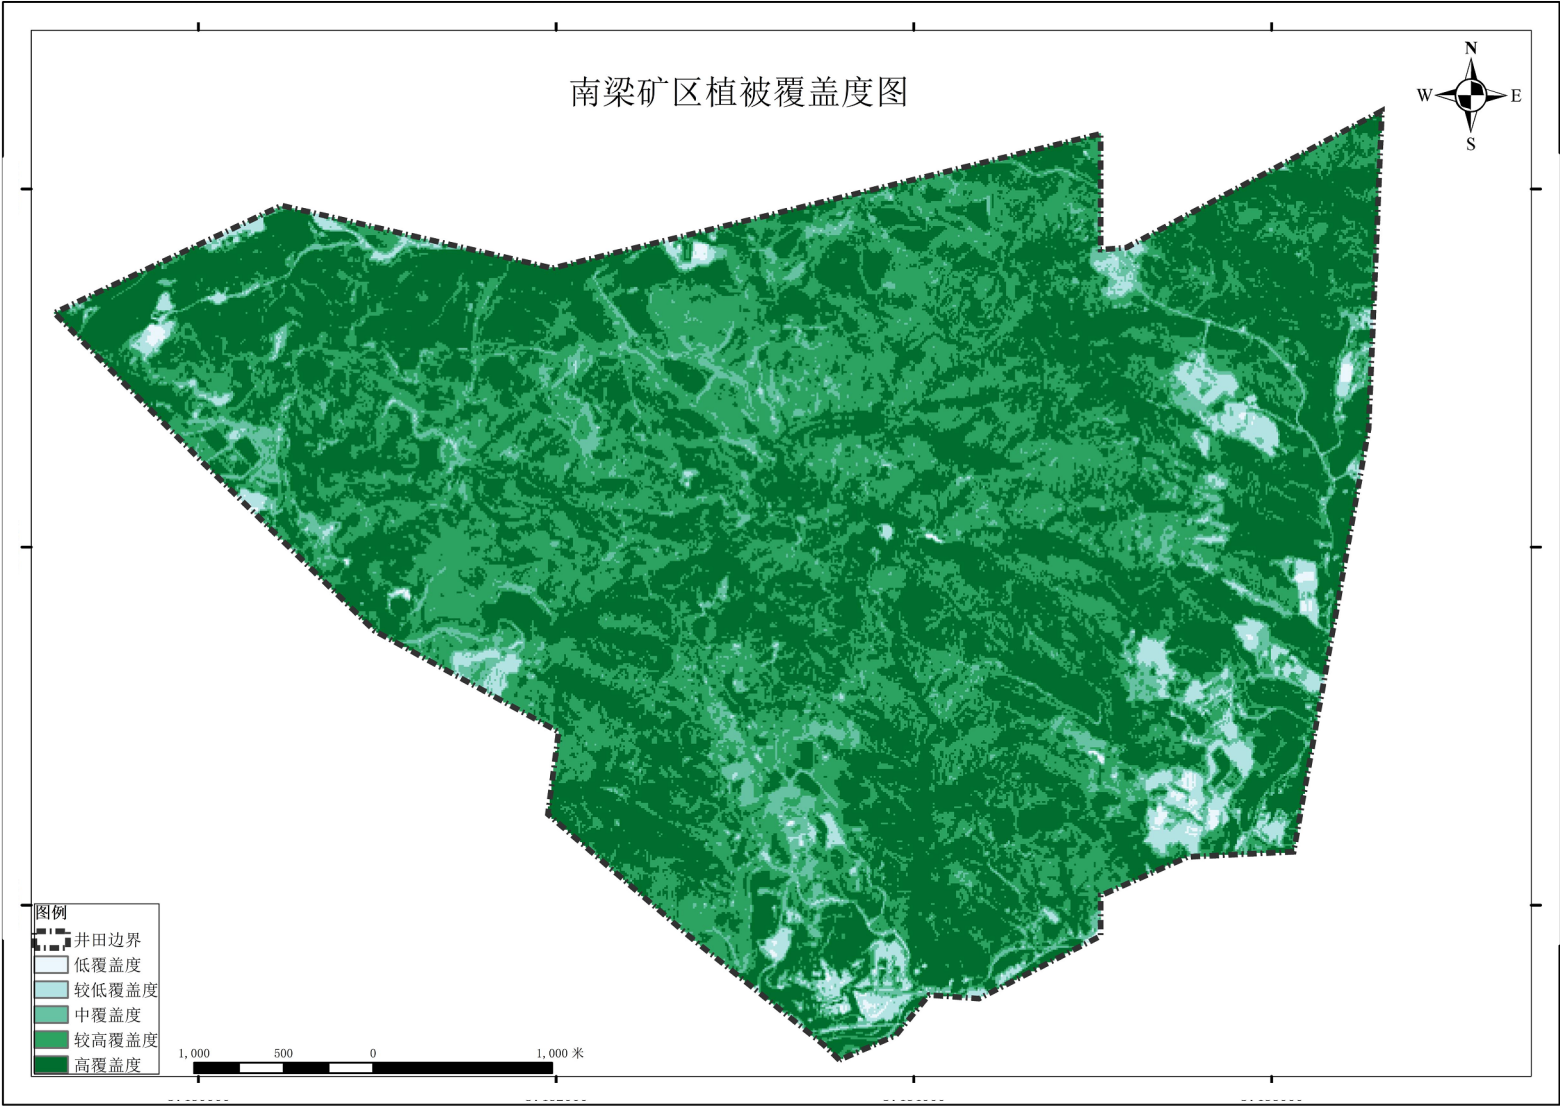 南梁矿区植被覆盖度图
N
W
E
S
图例
井田边界
低覆盖度
较低覆盖度
中覆盖度
较高覆盖度
高覆盖度
1,000 500 0 1,000 米